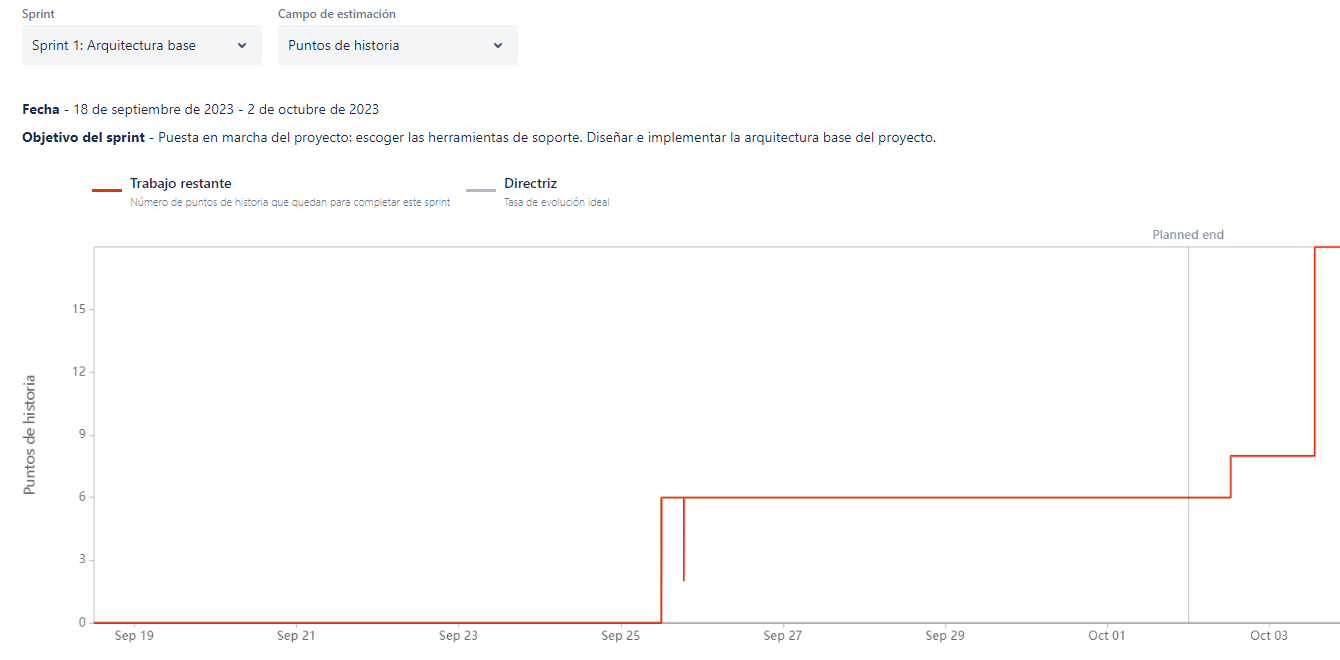 Sprint
Campo de estimación
Sprint 1: Arquitectura base
Puntos de historia
Fecha - 18 de septiembre de 2023 - 2 de octubre de 2023
Objetivo del sprint - Puesta en marcha del proyecto: escoger las herramientas de soporte. Diseñar e implementar la arquitectura base del proyecto.
Trabajo restante
Número de puntos de historia que quedan para completar este sprint
Directriz
Tasa de evolución ideal
Planned end
Puntos de historia
15
12
9
6
3
0
Sep 19
Sep 21
Sep 23
Sep 25
Sep 27
Sep 29
Oct 01
Oct 03